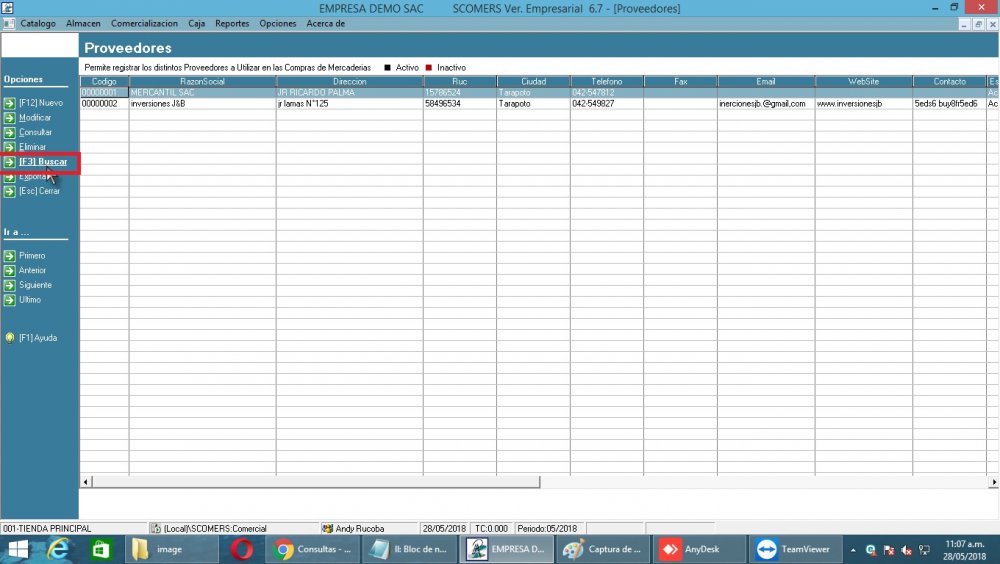 EMPRESA DEMO SAC SCOMERS Ver. Empresarial 6.7 - [Proveedores]
Catalogo Almacen Comercializacion Caja Reportes Opciones Acerca de
Proveedores
Permite registrar los distintos Proveedores a Utilizar en las Compras de Mercaderias Activo Inactivo
Opciones
[F12] Nuevo
Modificar
Consultar
Eliminar
[F3] Buscar
Exportar
[Esc] Cerrar
Ir a ...
Primero
Anterior
Siguiente
Ultimo
[F1] Ayuda
Codigo RazonSocial Direccion Ruc Ciudad Telefono Fax Email WebSite Contacto Es
00000001 MERCANTIL SAC JR RICARDO PALMA 15786524 Tarapoto 042-547812 Ac
00000002 inversiones J&B jr lamas N°125 58496534 Tarapoto 042-549827 inercionesjb.@gmail.com www.inversionesjb 5eds6 buy8fr5ed6 Ac
001-TIENDA PRINCIPAL (Local)\SCOMERS:Comercial Andy Rucoba 28/05/2018 TC:0.000 Periodo:05/2018
image Consultas - ... II: Bloc de n... EMPRESA D... Captura de ... AnyDesk TeamViewer 11:07 a.m.
28/05/2018